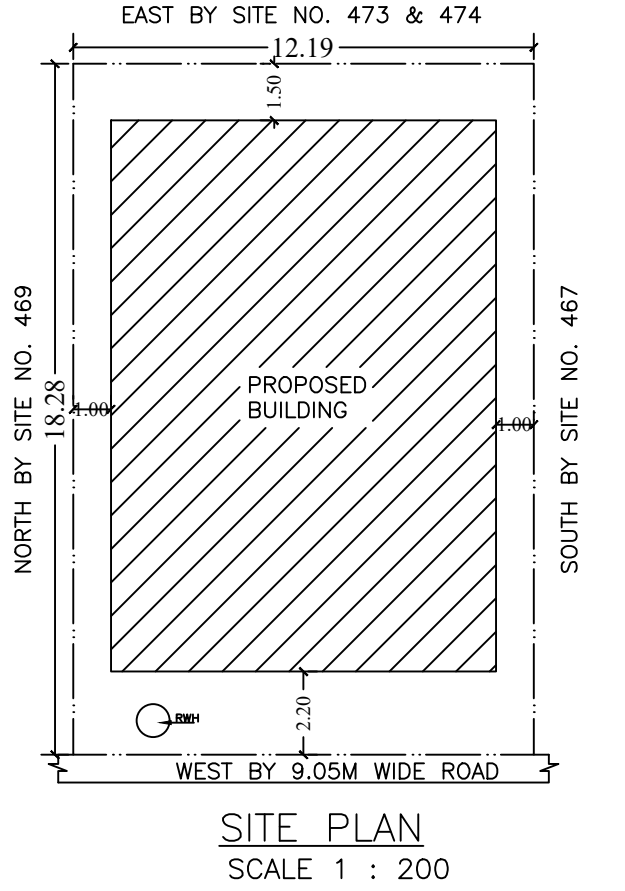 EAST BY SITE NO. 473 & 474
12.19
1.50
NORTH BY SITE NO. 469
18.28
1.00
PROPOSED
BUILDING
1.00
SOUTH BY SITE NO. 467
2.20
RWH
WEST BY 9.05M WIDE ROAD
SITE PLAN
SCALE 1 : 200